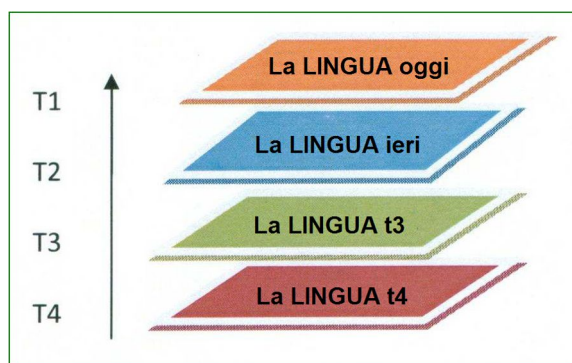 La LINGUA oggi
T1
La LINGUA ieri
T2
La LINGUA t3
T3
La LINGUA t4
T4